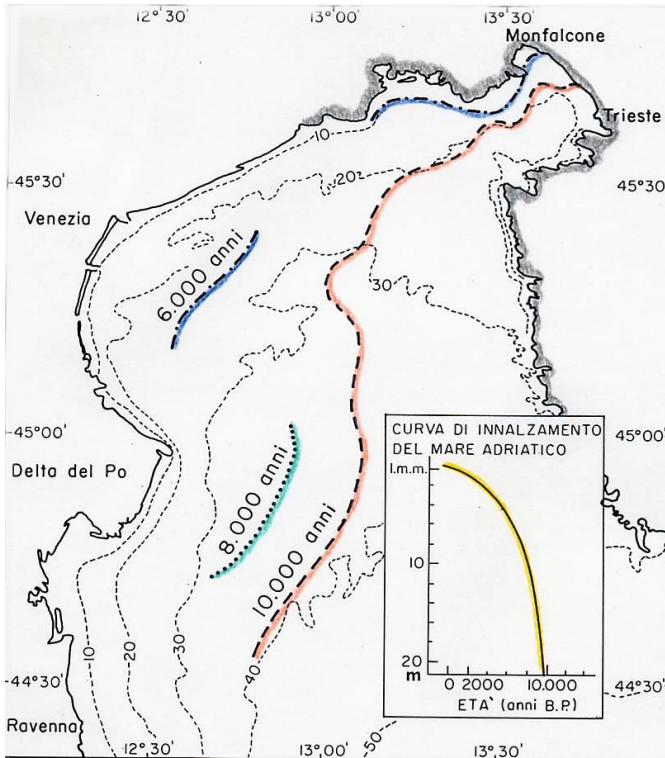 12°30'
13°00'
13°30'
Monfalcone
Trieste
10
20
45°30'
45°30'
Venezia
6.000 anni
30
45°00'
CURVA DI INNALZAMENTO
DEL MARE ADRIATICO
45°00'
l.m.m.
Delta del Po
8.000 anni
10.000 anni
10
10
20
30
40
20
m
0 2000 10.000
ETA' (anni B.P.)
44°30'
44°30'
50
Ravenna
12°30'
13°00'
13°30'